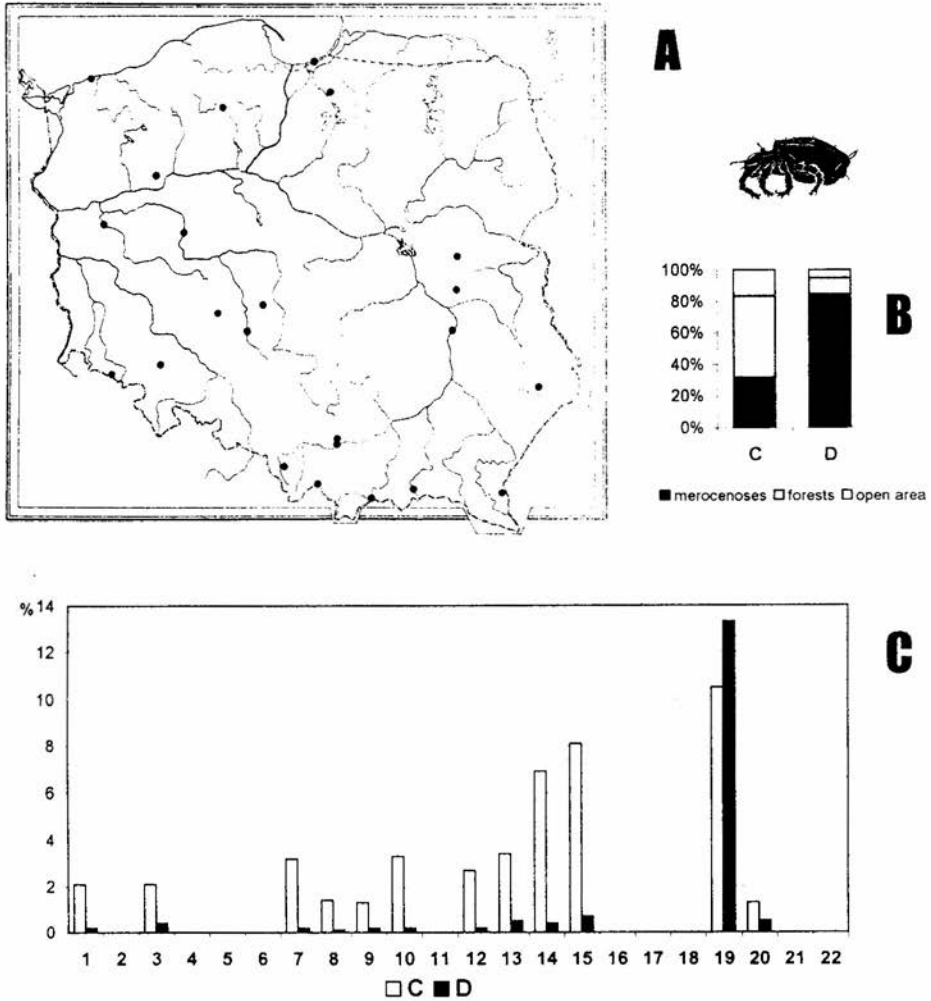 A
100%
80%
60%
40%
20%
0%
C D
B
■ merocenoses □ forests □ open area
% 14
12
10
8
6
4
2
0
1 2 3 4 5 6 7 8 9 10 11 12 13 14 15 16 17 18 19 20 21 22
□ C ■ D
C